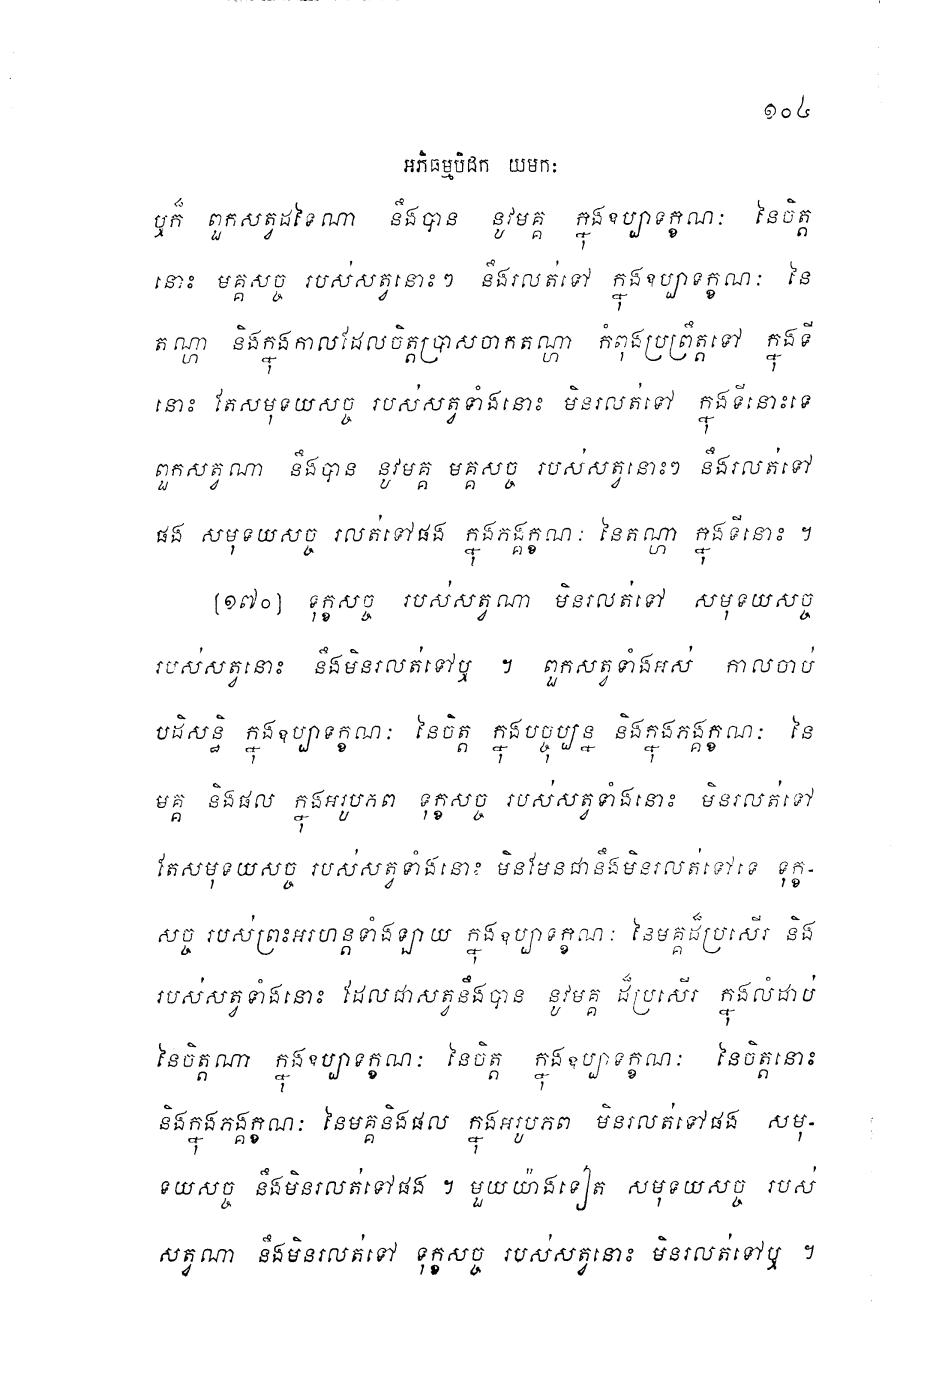 ១០៤
អភិធម្មបិដក យមកៈ
ឬក៏ ពួកសត្វដទៃណា នឹងបាន នូវមគ្គ ក្នុងឧប្បាទក្ខណៈ នៃចិត្ត
នោះ មគ្គសច្ច របស់សត្វនោះៗ នឹងរលត់ទៅ ក្នុងឧប្បាទក្ខណៈ នៃ
តណ្ហា និងក្នុងកាលដែលចិត្តប្រាសចាកតណ្ហា កំពុងប្រព្រឹត្តទៅ ក្នុងទី
នោះ តែសមុទយសច្ច របស់សត្វទាំងនោះ មិនរលត់ទៅ ក្នុងទីនោះទេ
ពួកសត្វណា នឹងបាន នូវមគ្គ មគ្គសច្ច របស់សត្វនោះៗ នឹងរលត់ទៅ
ផង សមុទយសច្ច រលត់ទៅផង ក្នុងភង្គក្ខណៈ នៃតណ្ហា ក្នុងទីនោះ ។
[១៧០] ទុក្ខសច្ច របស់សត្វណា មិនរលត់ទៅ សមុទយសច្ច
របស់សត្វនោះ នឹងមិនរលត់ទៅឬ ។ ពួកសត្វទាំងអស់ កាលចាប់
បដិសន្ធិ ក្នុងឧប្បាទក្ខណៈ នៃចិត្ត ក្នុងបច្ចុប្បន្ន និងក្នុងភង្គក្ខណៈ នៃ
មគ្គ និងផល ក្នុងអរូបភព ទុក្ខសច្ច របស់សត្វទាំងនោះ មិនរលត់ទៅ
តែសមុទយសច្ច របស់សត្វទាំងនោះ មិនមែនជានឹងមិនរលត់ទៅទេ ទុក្ខ-
សច្ច របស់ព្រះអរហន្តទាំងឡាយ ក្នុងឧប្បាទក្ខណៈ នៃមគ្គដ៏ប្រសើរ និង
របស់សត្វទាំងនោះ ដែលជាសត្វនឹងបាន នូវមគ្គ ដ៏ប្រសើរ ក្នុងលំដាប់
នៃចិត្តណា ក្នុងឧប្បាទក្ខណៈ នៃចិត្ត ក្នុងឧប្បាទក្ខណៈ នៃចិត្តនោះ
និងក្នុងភង្គក្ខណៈ នៃមគ្គនិងផល ក្នុងអរូបភព មិនរលត់ទៅផង សមុ-
ទយសច្ច នឹងមិនរលត់ទៅផង ។ មួយយ៉ាងទៀត សមុទយសច្ច របស់
សត្វណា នឹងមិនរលត់ទៅ ទុក្ខសច្ច របស់សត្វនោះ មិនរលត់ទៅឬ ។